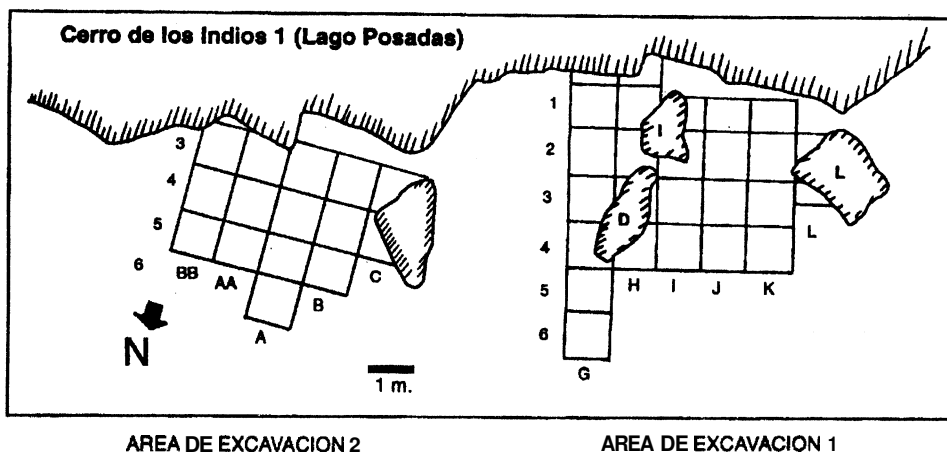 Cerro de los Indios 1 (Lago Posadas)
3
4
5
6
BB
AA
A
B
C
N
1 m.
1
2
3
4
5
6
I
D
L
L
H
I
J
K
G
AREA DE EXCAVACION 2
AREA DE EXCAVACION 1